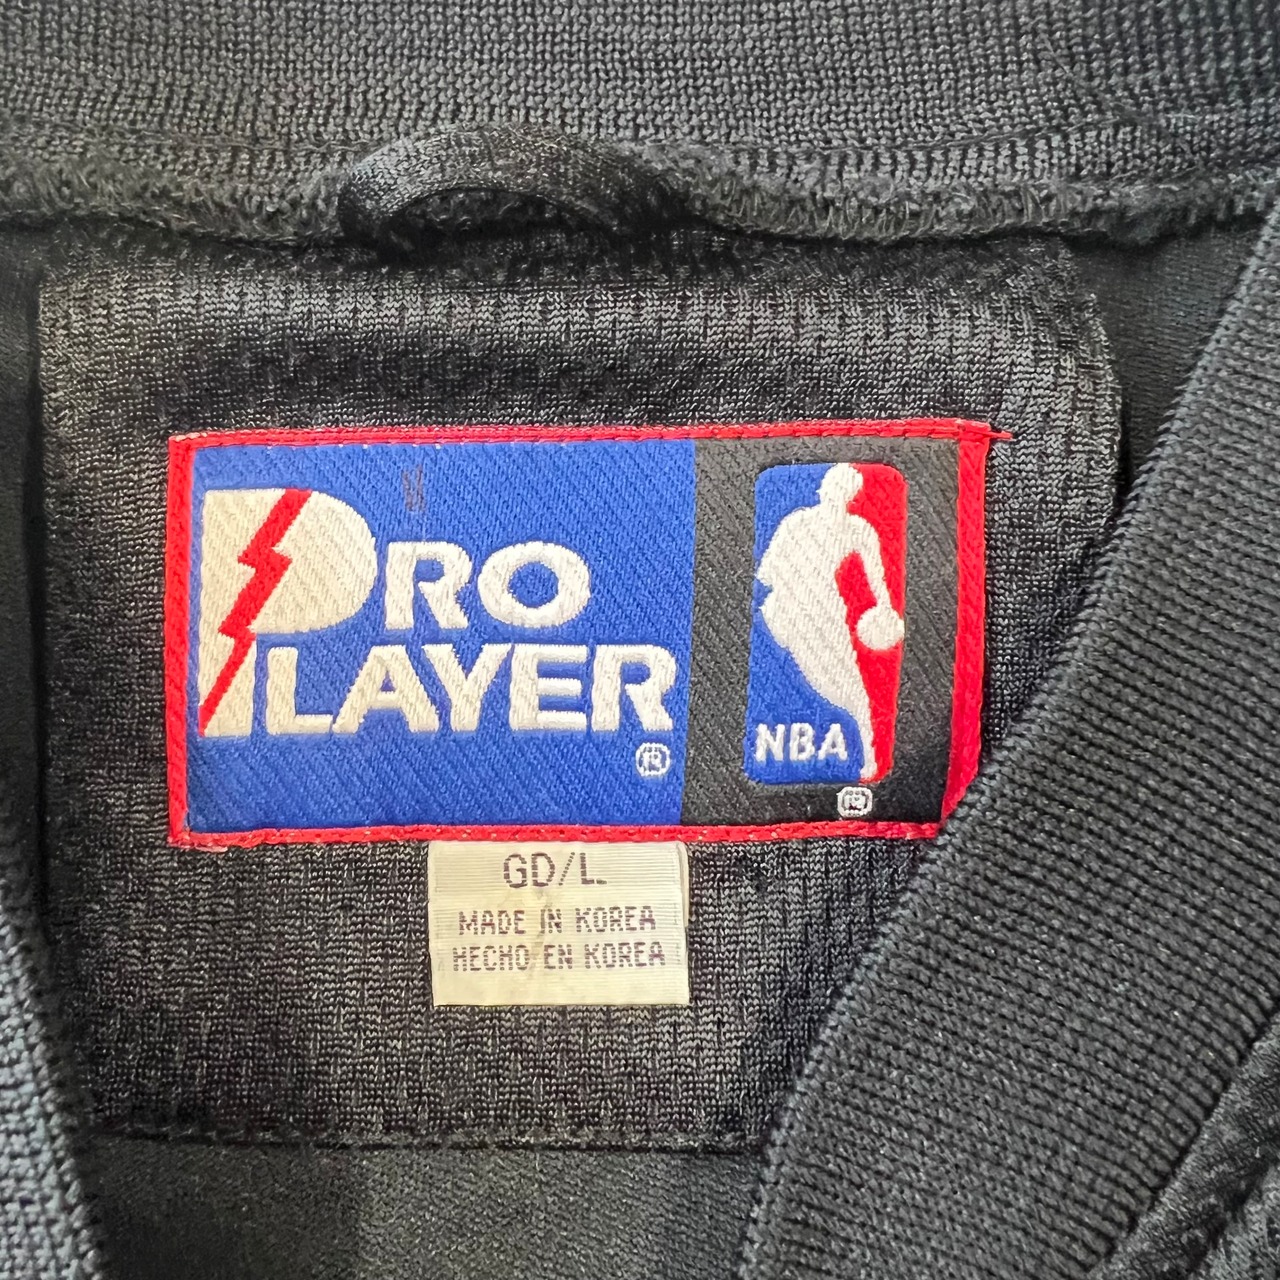 PRO
PLAYER
®
NBA
®
GD/L
MADE IN KOREA
HECHO EN KOREA